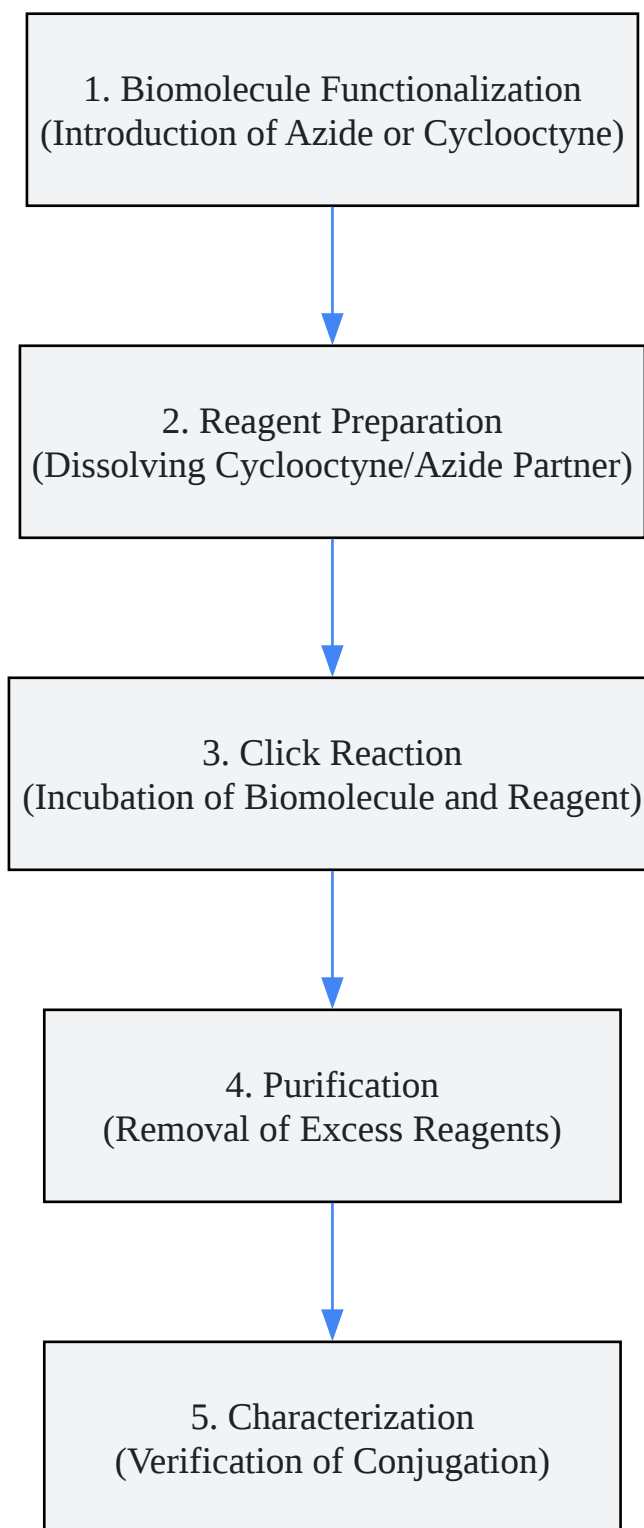 1. Biomolecule Functionalization
(Introduction of Azide or Cyclooctyne)
2. Reagent Preparation
(Dissolving Cyclooctyne/Azide Partner)
3. Click Reaction
(Incubation of Biomolecule and Reagent)
4. Purification
(Removal of Excess Reagents)
5. Characterization
(Verification of Conjugation)